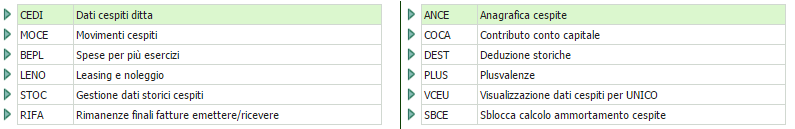 CEDI Dati cespiti ditta
MOCE Movimenti cespiti
BEPL Spese per più esercizi
LENO Leasing e noleggio
STOC Gestione dati storici cespiti
RIFA Rimanenze finali fatture emettere/ricevere
ANCE Anagrafica cespite
COCA Contributo conto capitale
DEST Deduzione storiche
PLUS Plusvalenze
VCEU Visualizzazione dati cespiti per UNICO
SBCE Sblocca calcolo ammortamento cespite